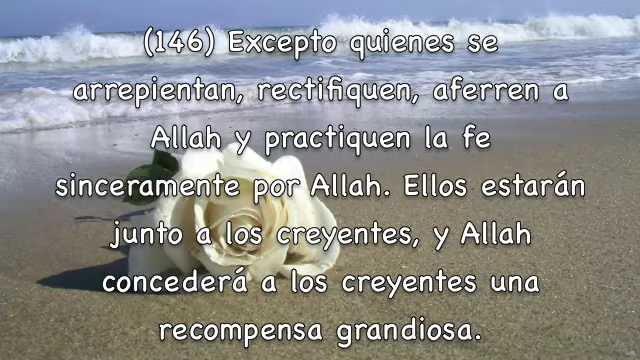 (146) Excepto quienes se
arrepientan, rectifiquen, aferren a
Allah y practiquen la fe
sinceramente por Allah. Ellos estarán
junto a los creyentes, y Allah
concederá a los creyentes una
recompensa grandiosa.